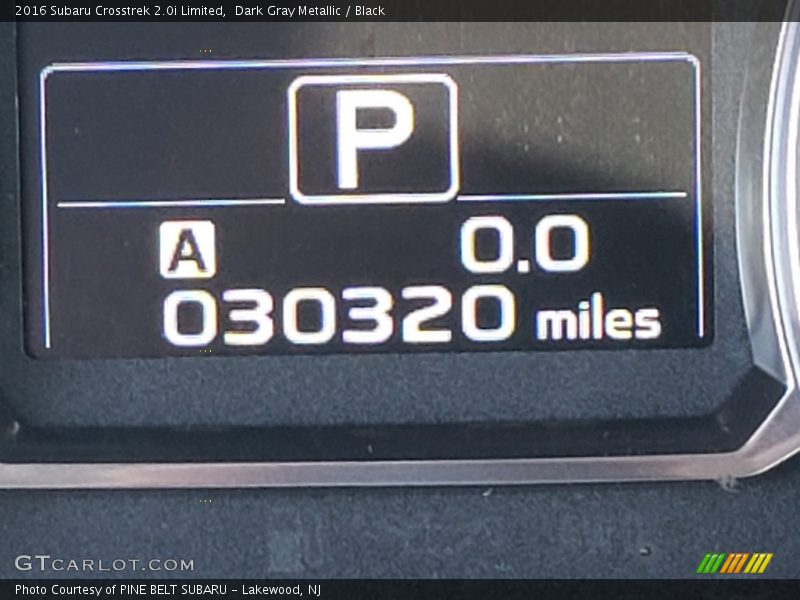 2016 Subaru Crosstrek 2.0i Limited,  Dark Gray Metallic / Black
P
A 0.0
030320 miles
GTCARLOT.COM
Photo Courtesy of PINE BELT SUBARU - Lakewood, NJ